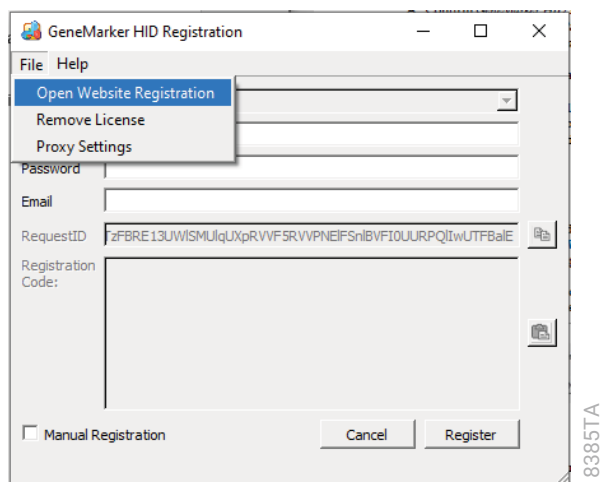 GeneMarker HID Registration
File Help
Open Website Registration
Remove License
Proxy Settings
Password
Email
RequestID
Registration
Code:
Manual Registration
Cancel
Register
8385TA